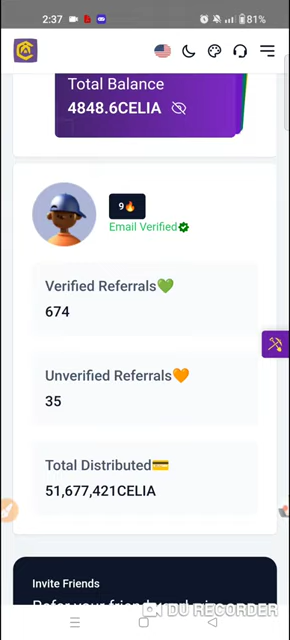 2:37
81%
Total Balance
4848.6CELIA
9🔥
Email Verified
Verified Referrals💚
674
Unverified Referrals🧡
35
Total Distributed💳
51,677,421CELIA
Invite Friends
DU RECORDER